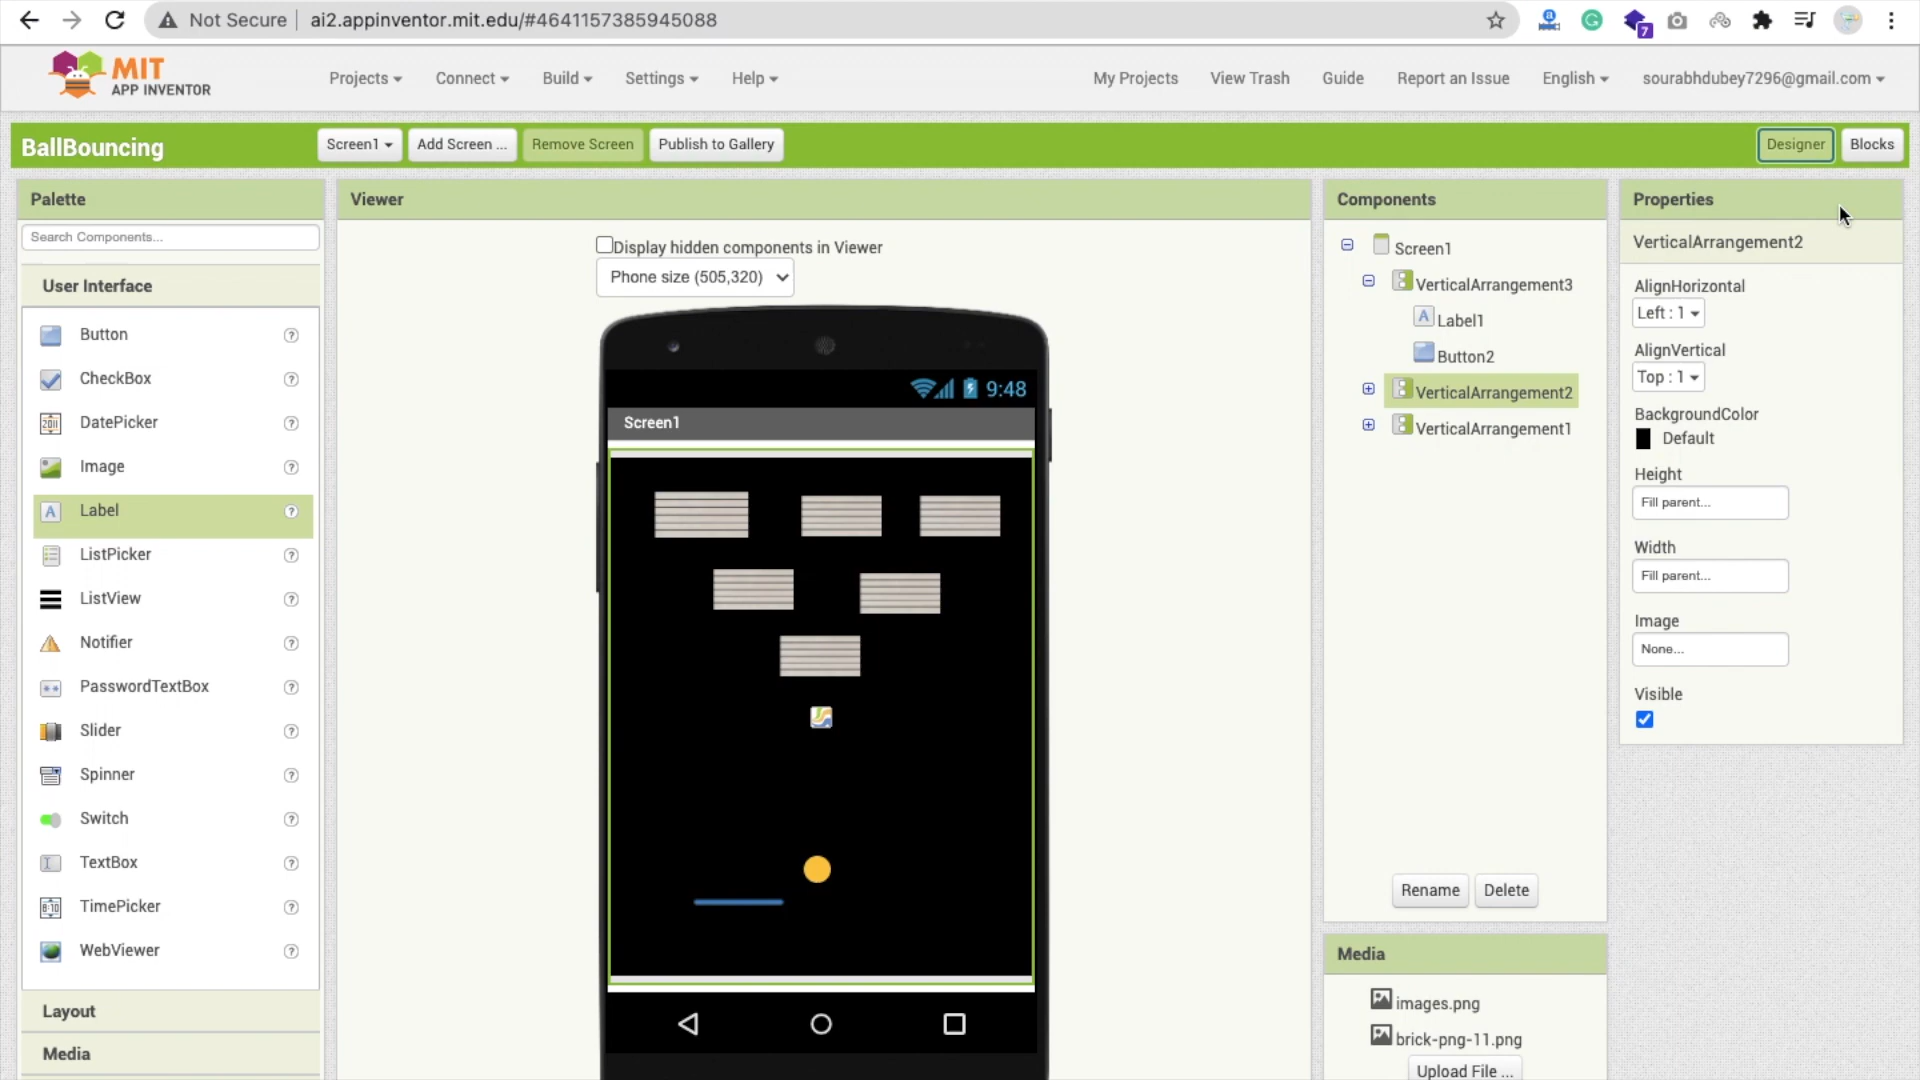 Not Secure ai2.appinventor.mit.edu/#4641157385945088
7
MIT
APP INVENTOR
Projects Connect Build Settings Help My Projects View Trash Guide Report an Issue English sourabhdubey7296@gmail.com
BallBouncing Screen1 Add Screen ... Remove Screen Publish to Gallery Designer Blocks
Palette
Search Components...
User Interface
Button ?
CheckBox ?
DatePicker ?
Image ?
Label ?
ListPicker ?
ListView ?
Notifier ?
PasswordTextBox ?
Slider ?
Spinner ?
Switch ?
TextBox ?
TimePicker ?
WebViewer ?
Layout
Media
Viewer
Display hidden components in Viewer
Phone size (505,320)
9:48
Screen1
Components
Screen1
VerticalArrangement3
A Label1
Button2
VerticalArrangement2
VerticalArrangement1
Rename Delete
Media
images.png
brick-png-11.png
Upload File ...
Properties
VerticalArrangement2
AlignHorizontal
Left : 1
AlignVertical
Top : 1
BackgroundColor
Default
Height
Fill parent...
Width
Fill parent...
Image
None...
Visible